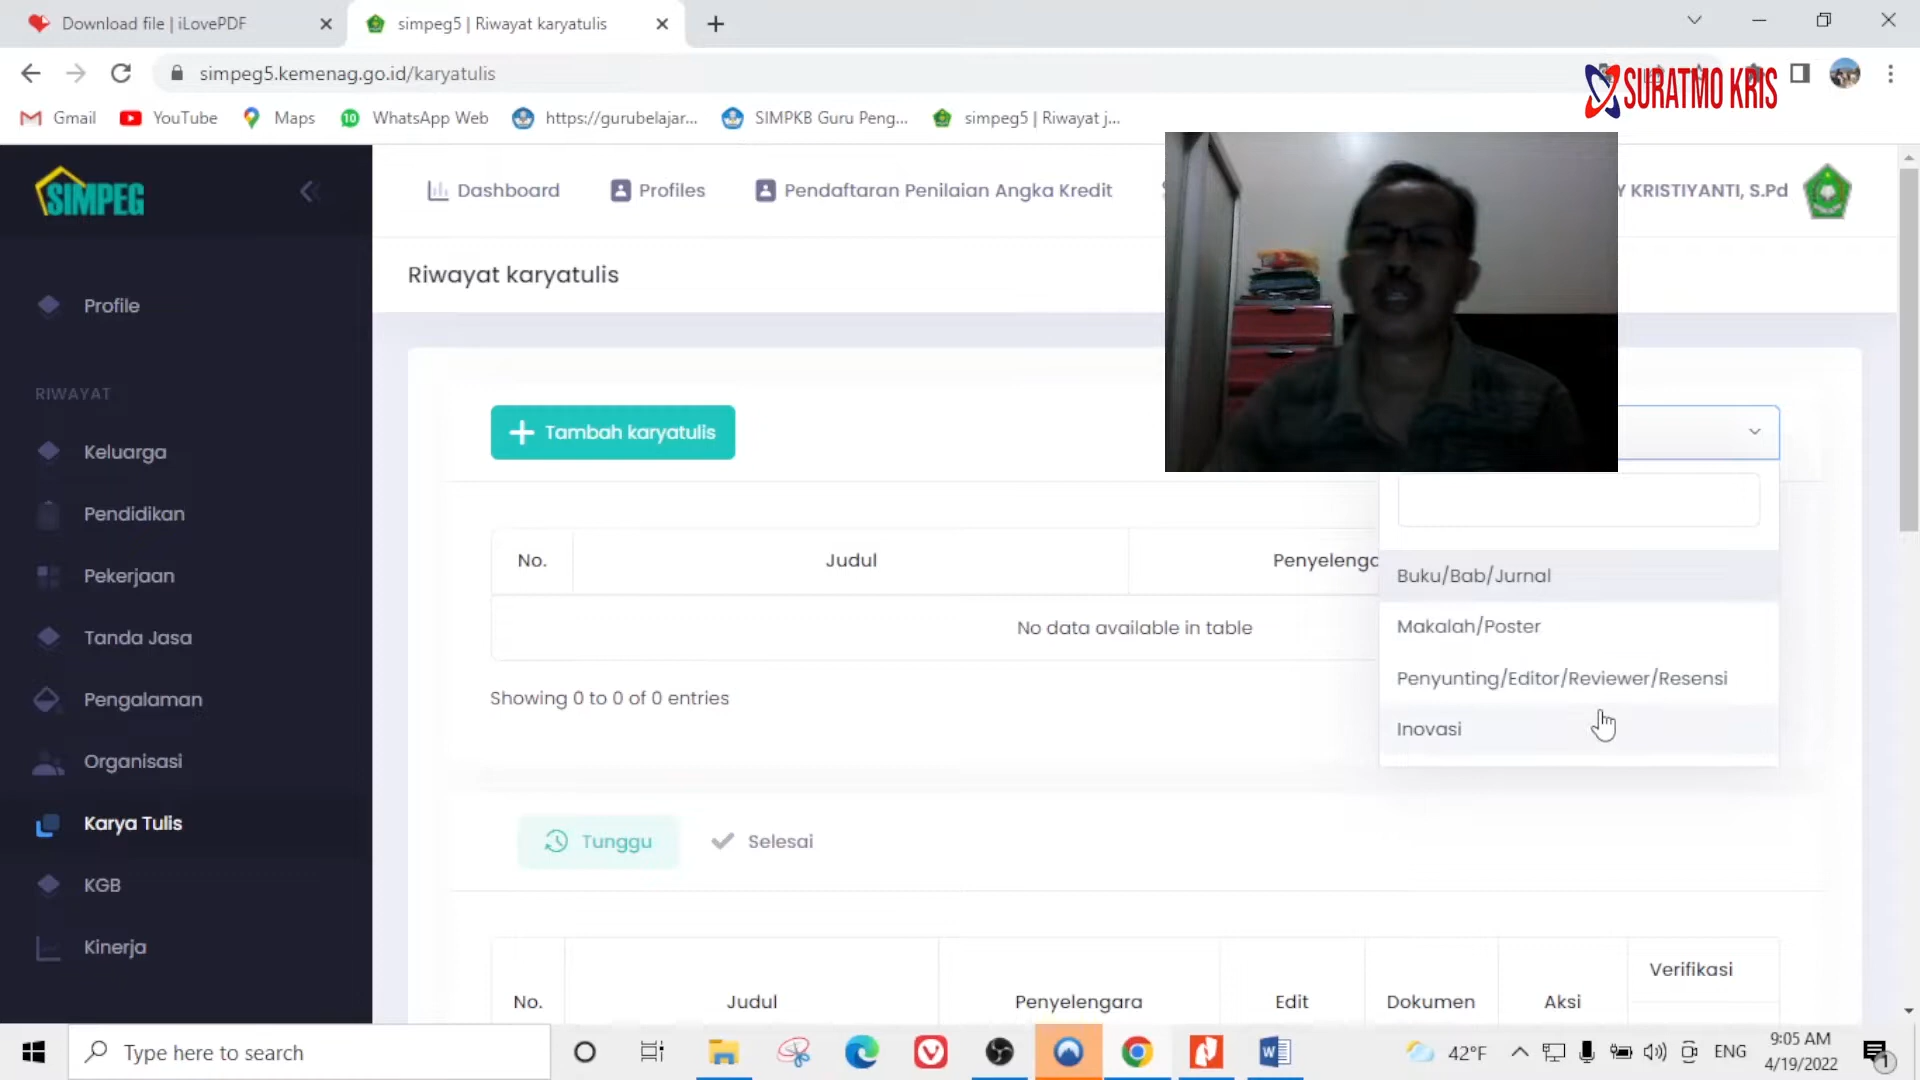 Download file | iLovePDF
simpeg5 | Riwayat karyatulis
simpeg5.kemenag.go.id/karyatulis
SURATMO KRIS
Gmail
YouTube
Maps
WhatsApp Web
https://gurubelajar...
SIMPKB Guru Peng...
simpeg5 | Riwayat j...
SIMPEG
Dashboard
Profiles
Pendaftaran Penilaian Angka Kredit
Y KRISTIYANTI, S.Pd
Riwayat karyatulis
Profile
RIWAYAT
Keluarga
Pendidikan
Pekerjaan
Tanda Jasa
Pengalaman
Organisasi
Karya Tulis
KGB
Kinerja
Tambah karyatulis
No.
Judul
Penyelenga
No data available in table
Showing 0 to 0 of 0 entries
Buku/Bab/Jurnal
Makalah/Poster
Penyunting/Editor/Reviewer/Resensi
Inovasi
Tunggu
Selesai
No.
Judul
Penyelengara
Edit
Dokumen
Aksi
Verifikasi
Type here to search
42°F
ENG
9:05 AM
4/19/2022
1